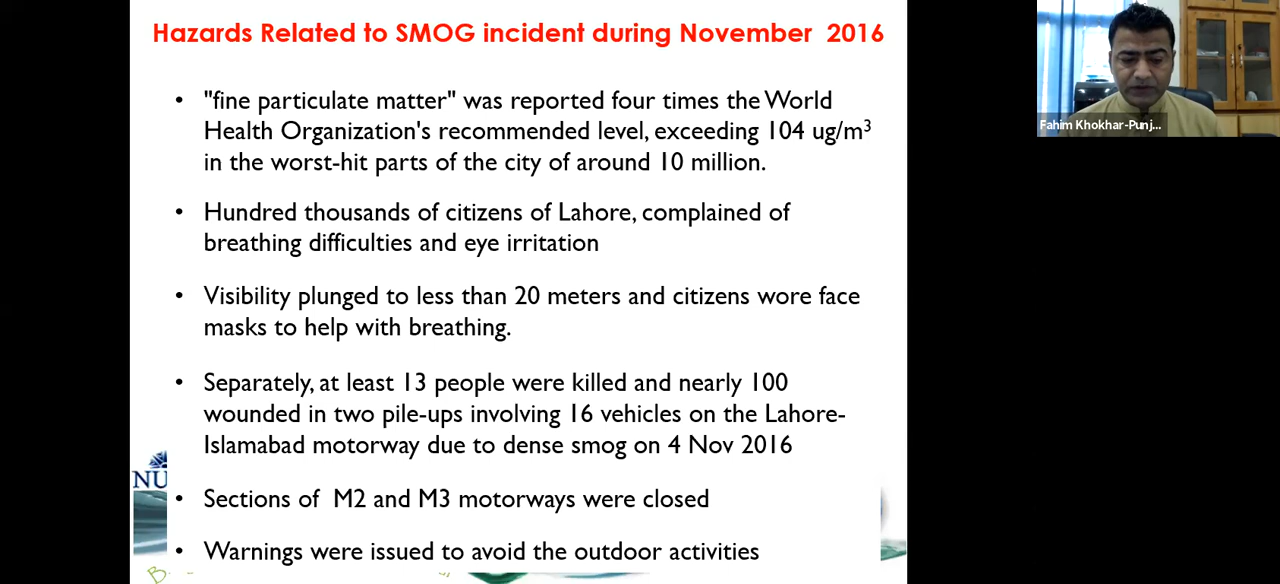 Hazards Related to SMOG incident during November 2016
• "fine particulate matter" was reported four times the World
Health Organization's recommended level, exceeding 104 ug/m³
in the worst-hit parts of the city of around 10 million.
• Hundred thousands of citizens of Lahore, complained of
breathing difficulties and eye irritation
• Visibility plunged to less than 20 meters and citizens wore face
masks to help with breathing.
• Separately, at least 13 people were killed and nearly 100
wounded in two pile-ups involving 16 vehicles on the Lahore-
Islamabad motorway due to dense smog on 4 Nov 2016
• Sections of M2 and M3 motorways were closed
• Warnings were issued to avoid the outdoor activities
NU
Fahim Khokhar-Punj...